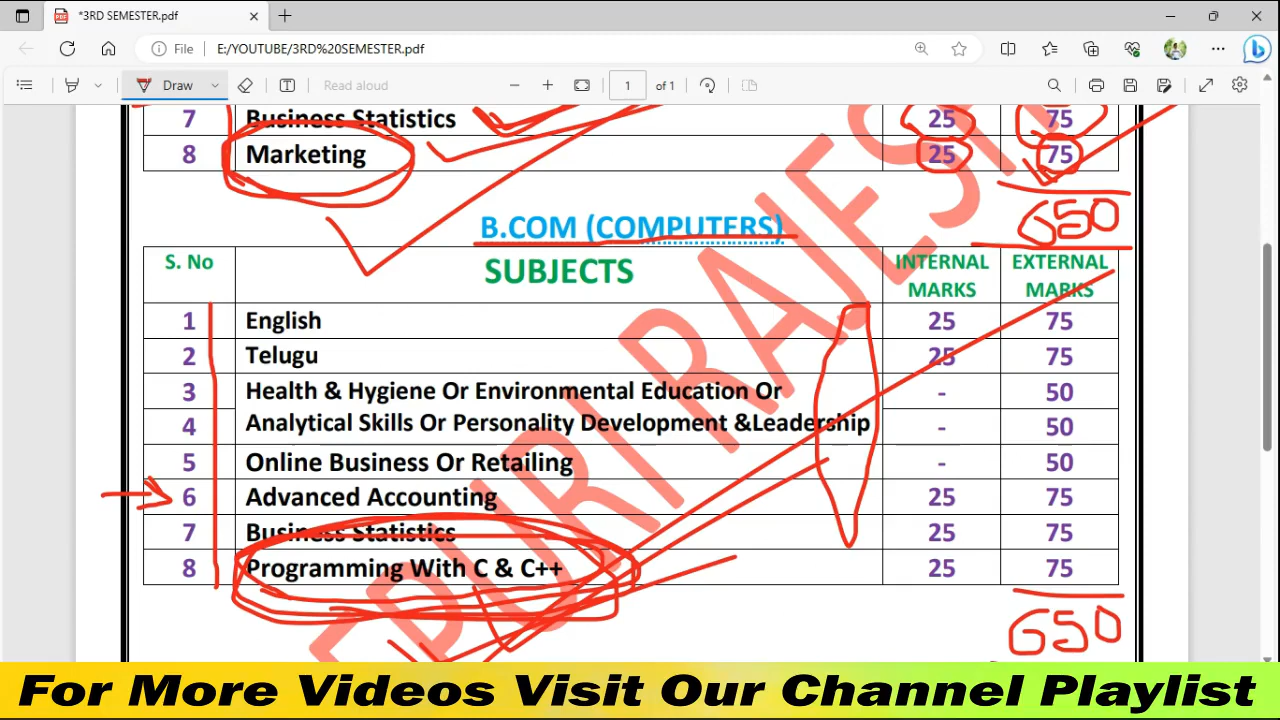 *3RD SEMESTER.pdf
File E:/YOUTUBE/3RD%20SEMESTER.pdf
Draw Read aloud 1 of 1
7 Business Statistics 25 75
8 Marketing 25 75
650
B.COM (COMPUTERS)
S. No SUBJECTS INTERNAL MARKS EXTERNAL MARKS
1 English 25 75
2 Telugu 25 75
3 Health & Hygiene Or Environmental Education Or - 50
4 Analytical Skills Or Personality Development &Leadership - 50
5 Online Business Or Retailing - 50
6 Advanced Accounting 25 75
7 Business Statistics 25 75
8 Programming With C & C++ 25 75
650
PURI RAJESH
For More Videos Visit Our Channel Playlist